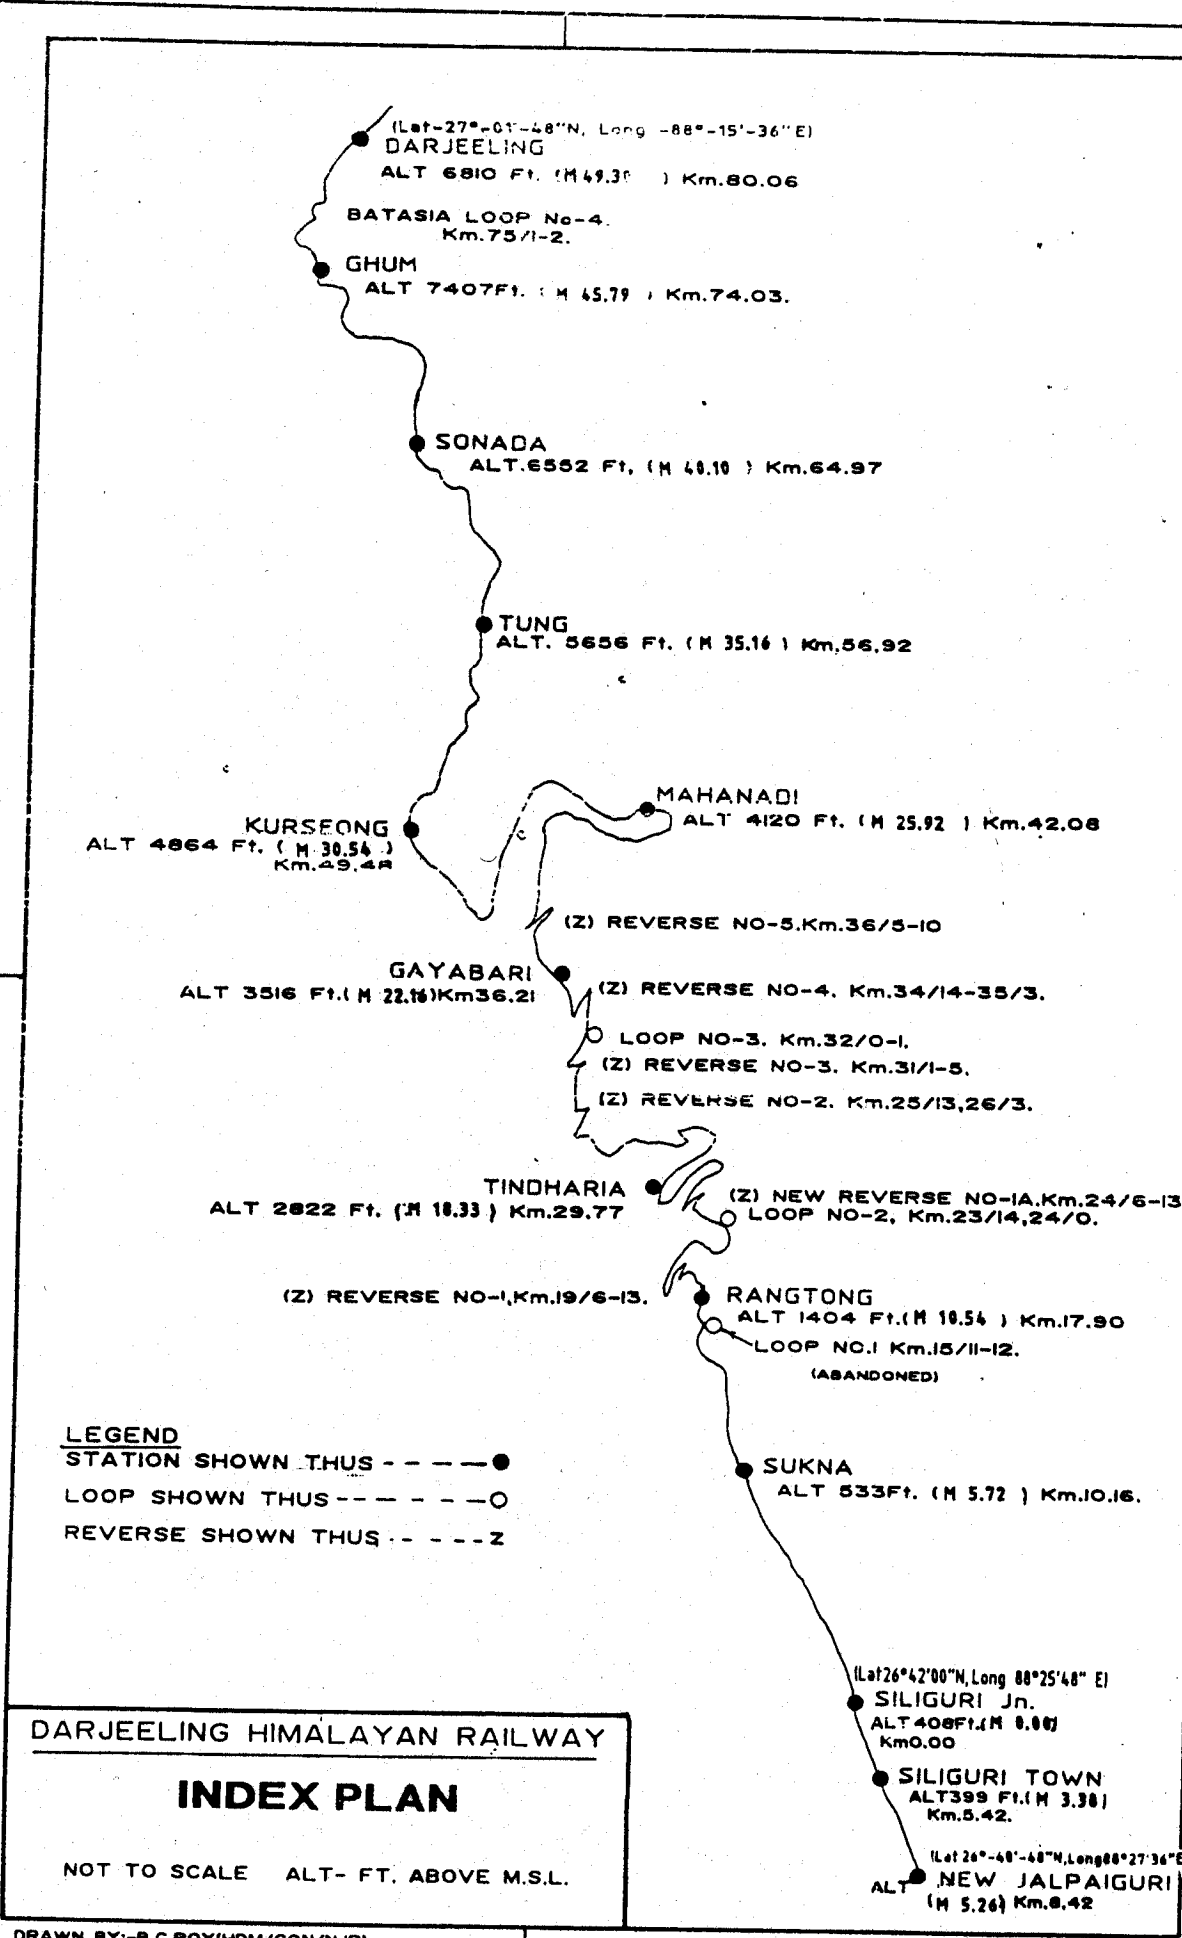 (Lat-27°-01'-48"N, Long -88°-15'-36"E)
DARJEELING
ALT 6810 Ft. (M 49.3 ) Km.80.06
BATASIA LOOP No-4.
Km.75/1-2.
GHUM
ALT 7407Ft. ( M 45.79 ) Km.74.03.
SONADA
ALT.6552 Ft, (M 40.10 ) Km.64.97
TUNG
ALT. 5656 Ft. (M 35.16 ) Km.56.92
MAHANADI
ALT 4120 Ft. (M 25.92 ) Km.42.08
KURSEONG
ALT 4864 Ft. ( M 30.54 )
Km.49.48
(Z) REVERSE NO-5.Km.36/5-10
GAYABARI
ALT 3516 Ft.( M 22.16)Km36.21
(Z) REVERSE NO-4. Km.34/14-35/3.
LOOP NO-3. Km.32/0-1.
(Z) REVERSE NO-3. Km.31/1-5.
(Z) REVERSE NO-2. Km.25/13,26/3.
TINDHARIA
ALT 2822 Ft. (M 18.33 ) Km.29.77
(Z) NEW REVERSE NO-1A.Km.24/6-13
LOOP NO-2, Km.23/14,24/0.
(Z) REVERSE NO-1,Km.19/6-13.
RANGTONG
ALT 1404 Ft.(M 10.54 ) Km.17.90
LOOP NO.1 Km.15/11-12.
(ABANDONED)
LEGEND
STATION SHOWN THUS - - - - - ●
LOOP SHOWN THUS - - - - - - O
REVERSE SHOWN THUS - - - - - Z
SUKNA
ALT 533Ft. (M 5.72 ) Km.10.16.
(Lat 26°42'00"N, Long 88°25'48" E)
SILIGURI Jn.
ALT 408Ft.(M 0.00)
Km0.00
SILIGURI TOWN
ALT399 Ft.(M 3.38)
Km.5.42.
(Lat 26°-40'-48"N, Long 88°27'36"E
NEW JALPAIGURI
ALT
(M 5.26) Km.8.42
DARJEELING HIMALAYAN RAILWAY
INDEX PLAN
NOT TO SCALE ALT- FT. ABOVE M.S.L.